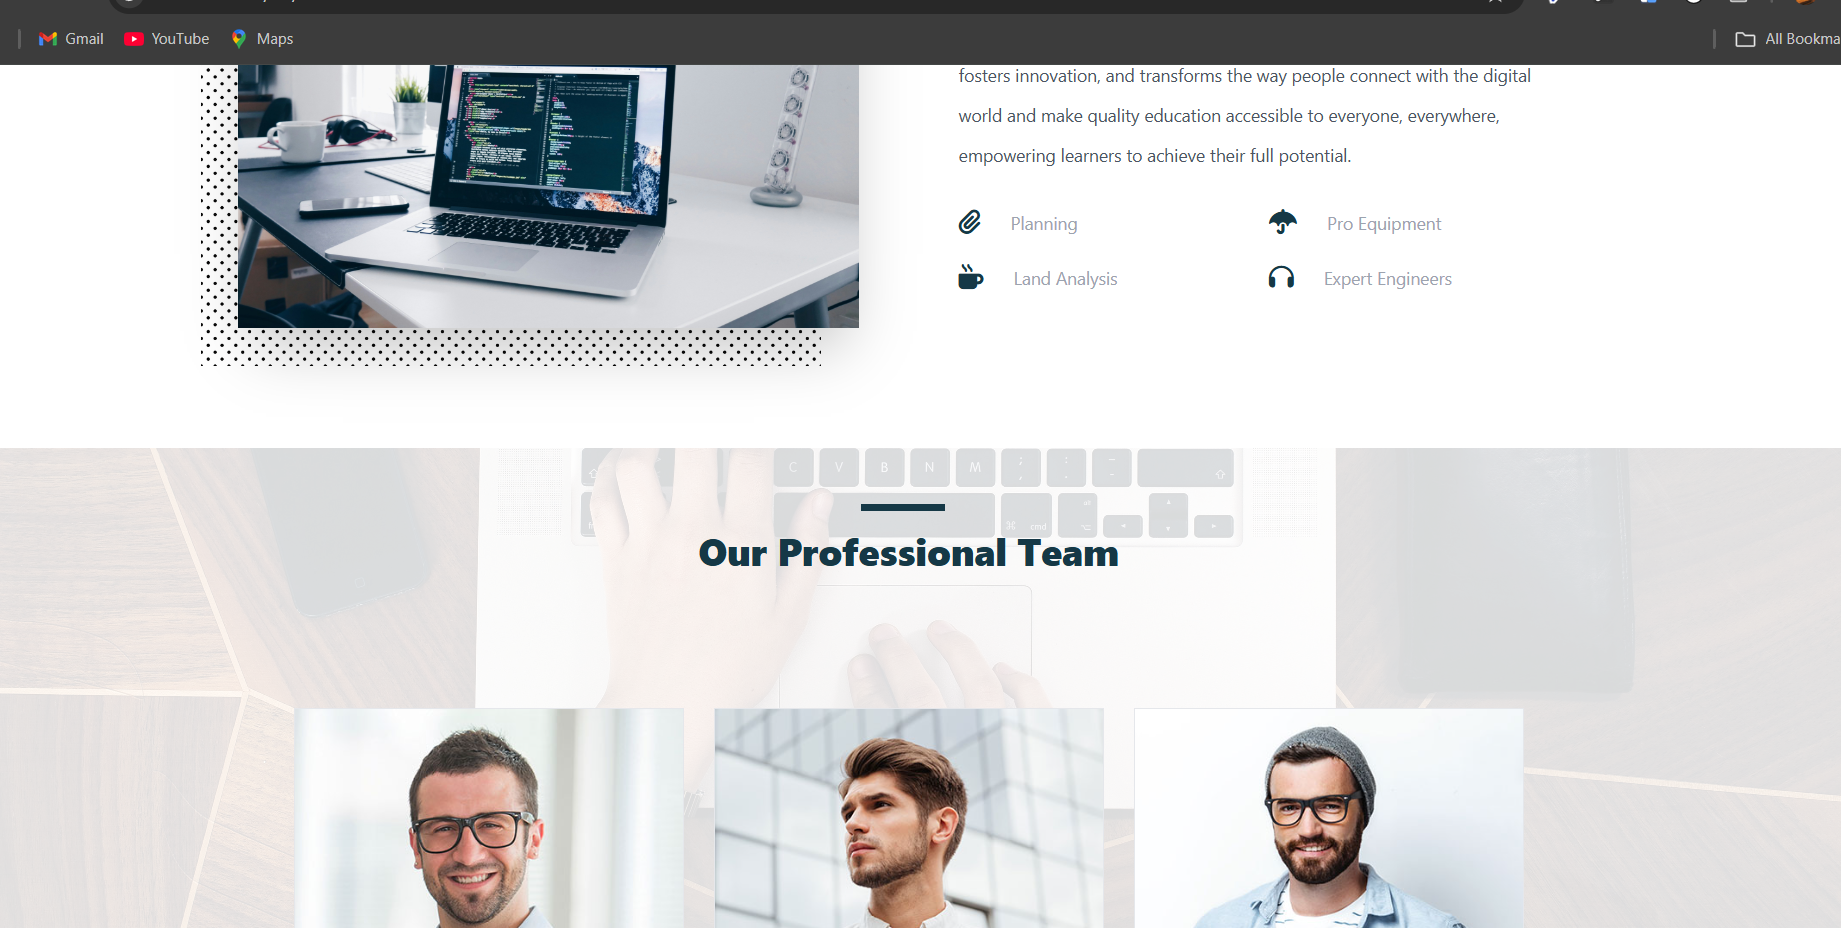 Gmail
YouTube
Maps
All Bookma
fosters innovation, and transforms the way people connect with the digital
world and make quality education accessible to everyone, everywhere,
empowering learners to achieve their full potential.
Planning
Pro Equipment
Land Analysis
Expert Engineers
C V B N M
cmd
Our Professional Team